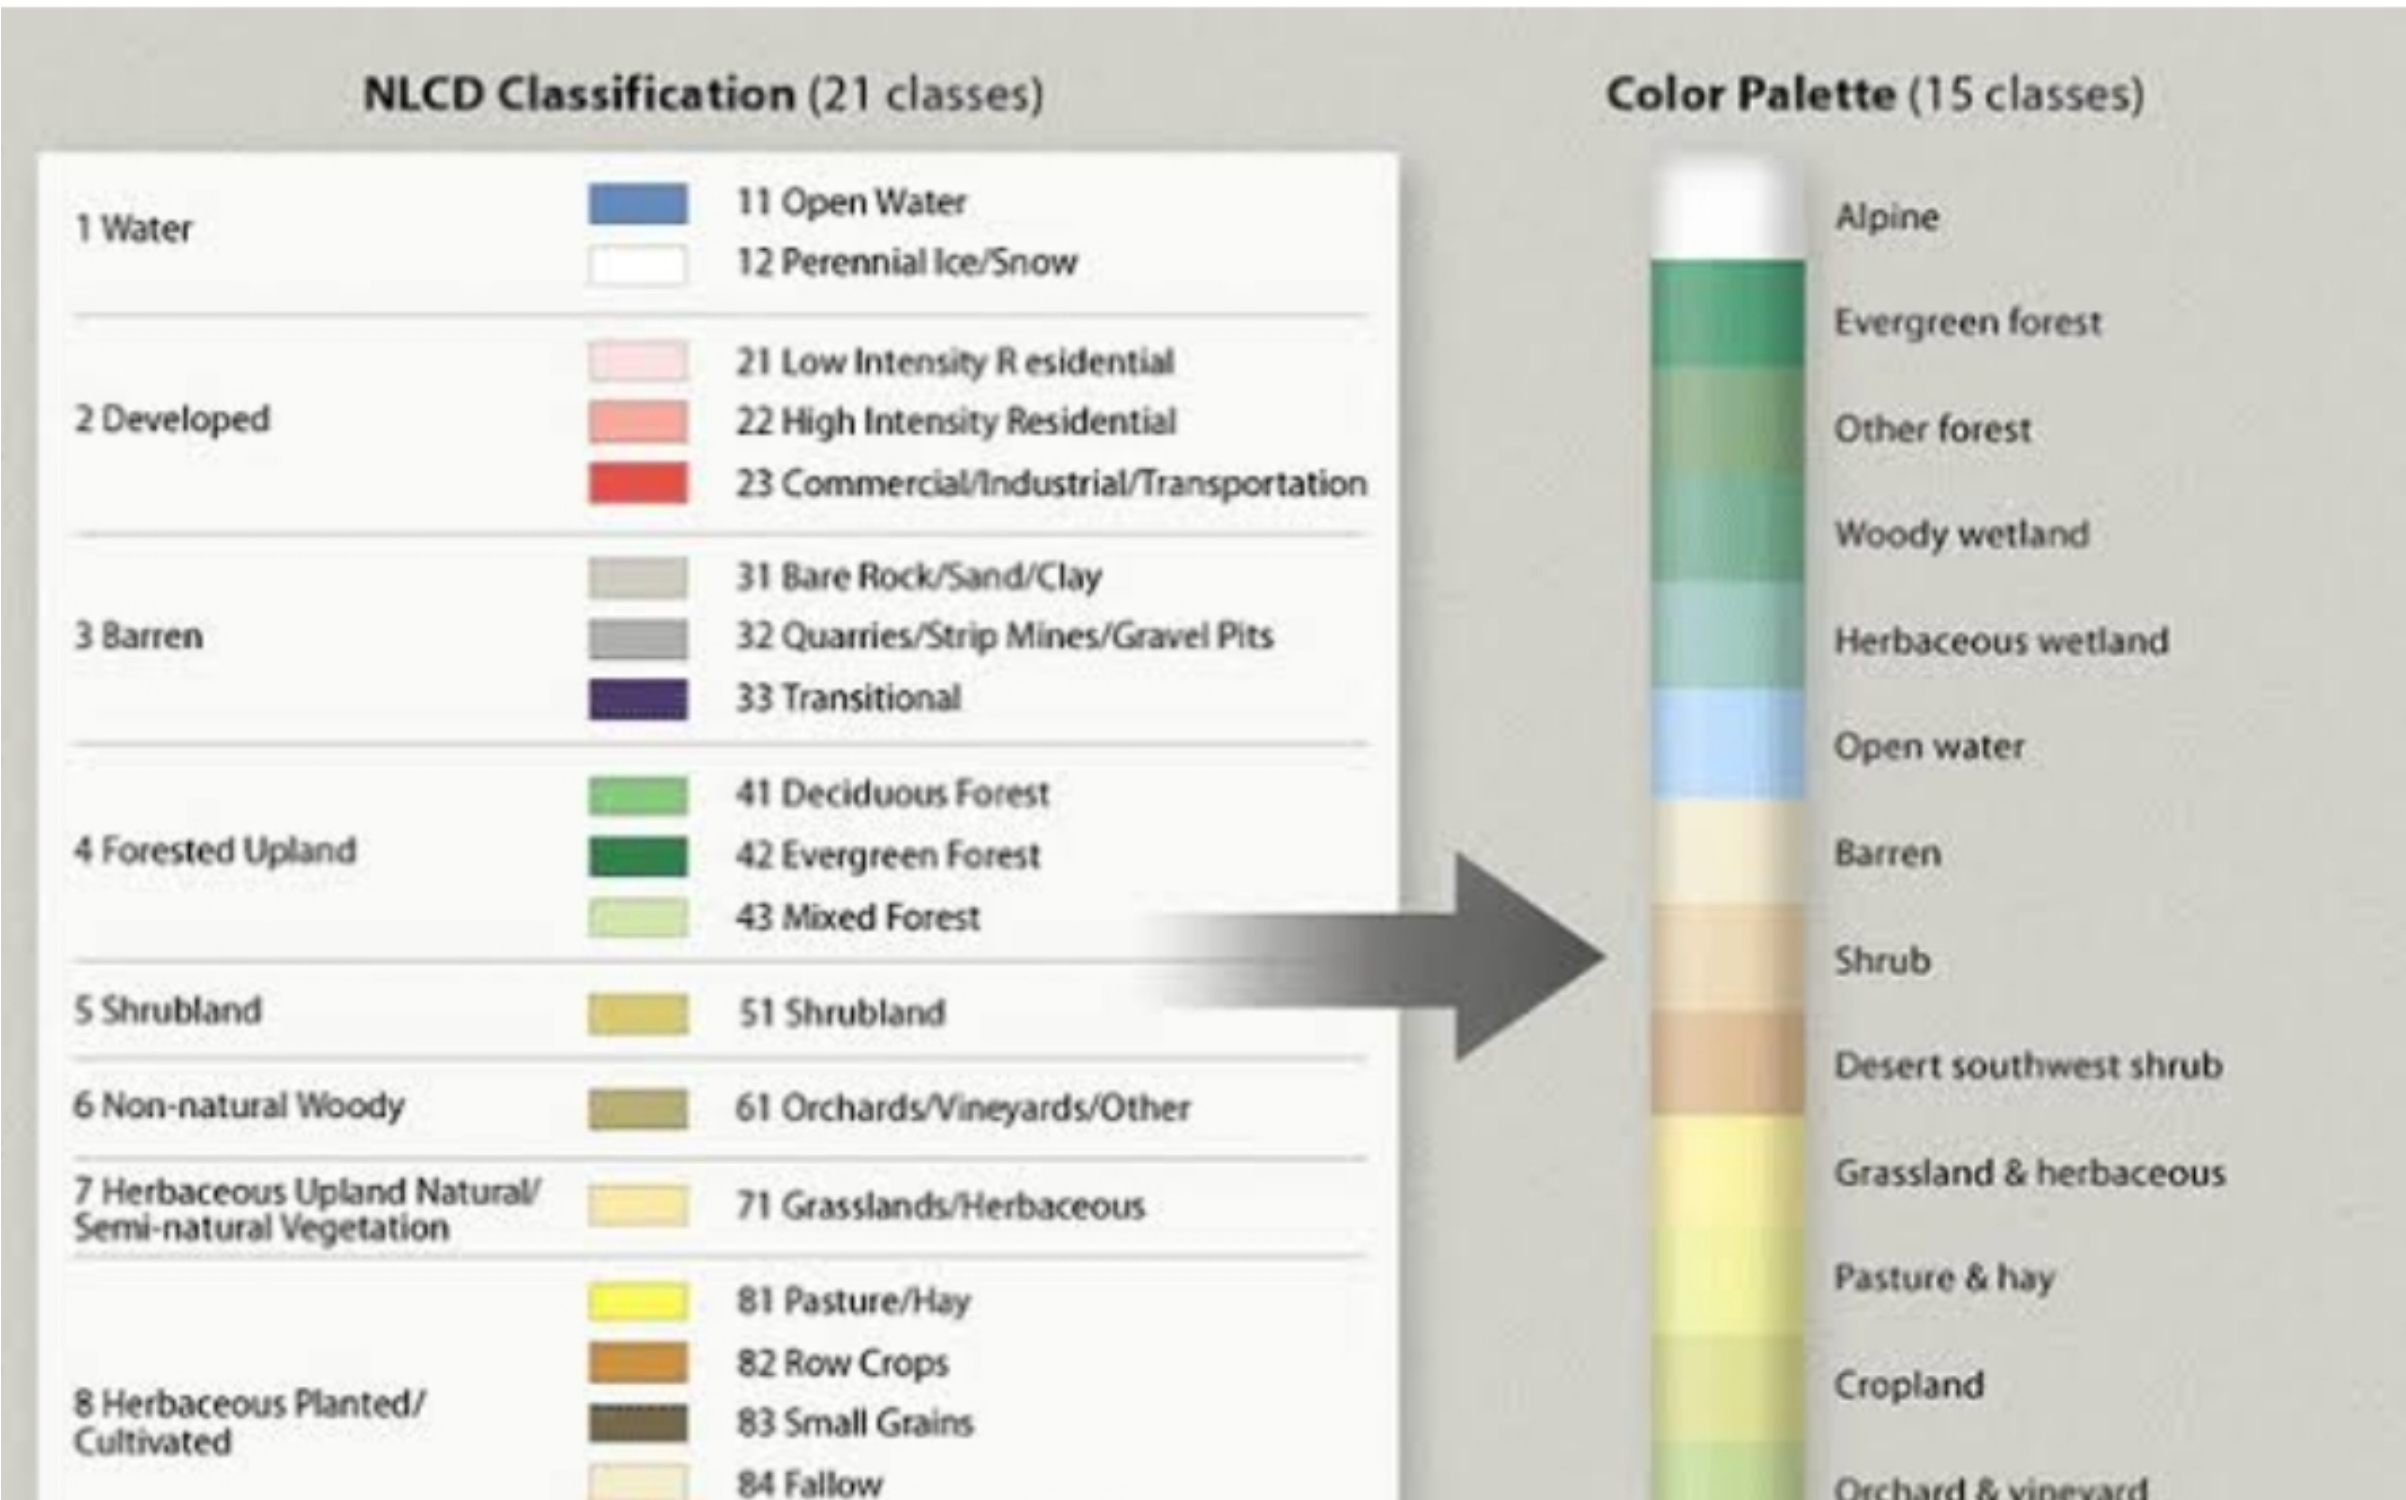 NLCD Classification (21 classes)
1 Water
11 Open Water
12 Perennial Ice/Snow
2 Developed
21 Low Intensity R esidential
22 High Intensity Residential
23 Commercial/Industrial/Transportation
3 Barren
31 Bare Rock/Sand/Clay
32 Quarries/Strip Mines/Gravel Pits
33 Transitional
4 Forested Upland
41 Deciduous Forest
42 Evergreen Forest
43 Mixed Forest
5 Shrubland
51 Shrubland
6 Non-natural Woody
61 Orchards/Vineyards/Other
7 Herbaceous Upland Natural/
Semi-natural Vegetation
71 Grasslands/Herbaceous
8 Herbaceous Planted/
Cultivated
81 Pasture/Hay
82 Row Crops
83 Small Grains
84 Fallow
Color Palette (15 classes)
Alpine
Evergreen forest
Other forest
Woody wetland
Herbaceous wetland
Open water
Barren
Shrub
Desert southwest shrub
Grassland & herbaceous
Pasture & hay
Cropland
Orchard & vineyard